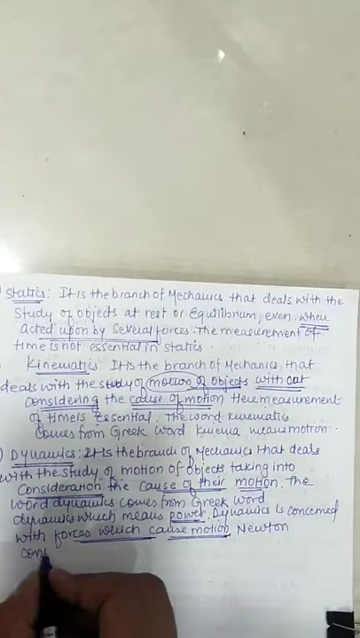 Statics: It is the branch of Mechanics that deals with the
study of objects at rest or Equilibrium, even when
acted upon by several forces. The measurement of
time is not essential in statics.
Kinematics: It is the branch of Mechanics, that
deals with the study of motion of objects with out
considering the cause of motion Here measurement
of time is essential. The word kinematic
comes from Greek word means motion.
) Dynamics: It is the branch of Mechanics that deals
with the study of motion of objects taking into
Consideration the cause of their motion. The
word dynamics comes from Greek word
dynamics which means power. Dynamics is concerned
with forces which cause motion Newton
con